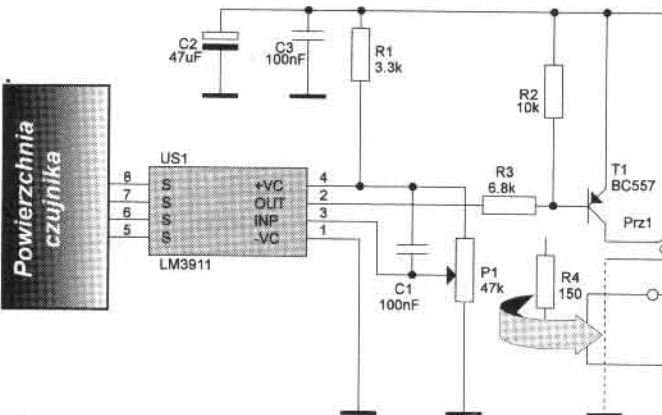 C2
47uF
C3
100nF
R1
3.3k
R2
10k
Powierzchnia
czujnika
US1
8 S +VC 4
7 S OUT 2
6 S INP 3
5 S -VC 1
LM3911
R3
6.8k
T1
BC557
Prz1
C1
100nF
P1
47k
R4
150